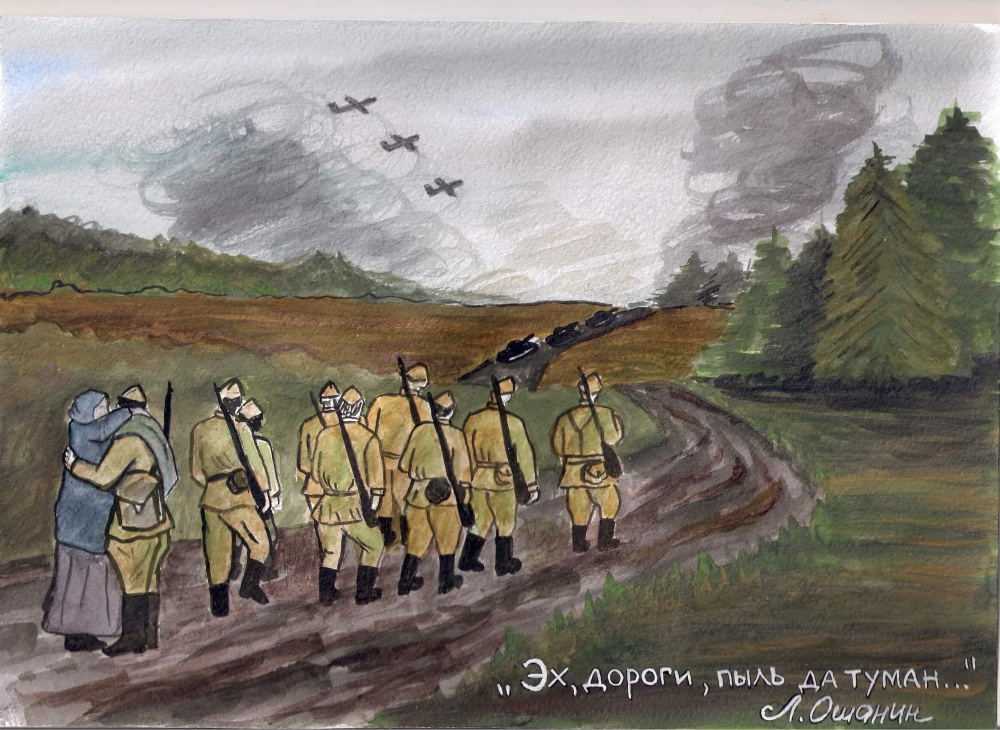 „Эх, дороги, пыль да туман..."
Л. Ошанин